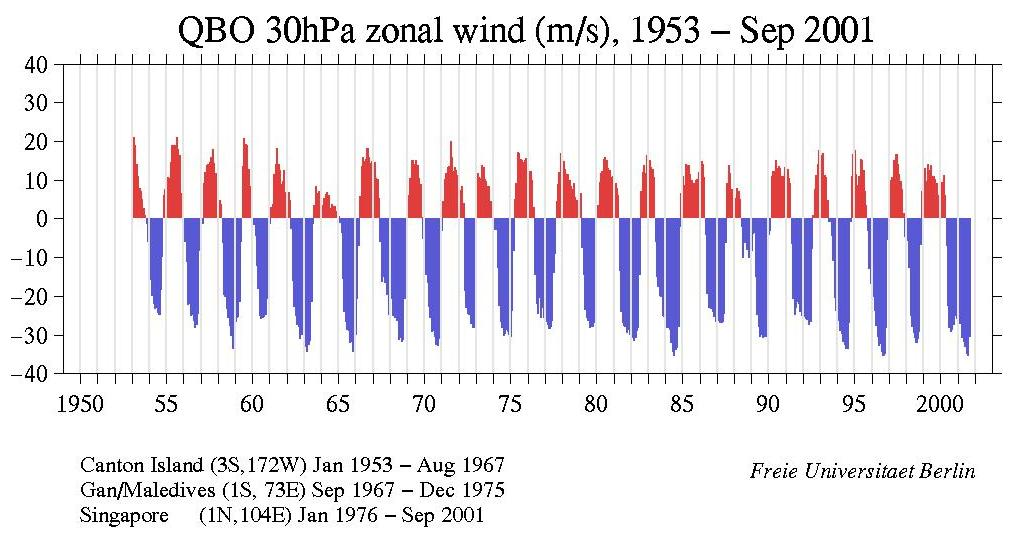 QBO 30hPa zonal wind (m/s), 1953 − Sep 2001
40
30
20
10
0
−10
−20
−30
−40
1950 55 60 65 70 75 80 85 90 95 2000
Canton Island (3S,172W) Jan 1953 − Aug 1967
Gan/Maledives (1S, 73E) Sep 1967 − Dec 1975
Singapore (1N,104E) Jan 1976 − Sep 2001
Freie Universitaet Berlin